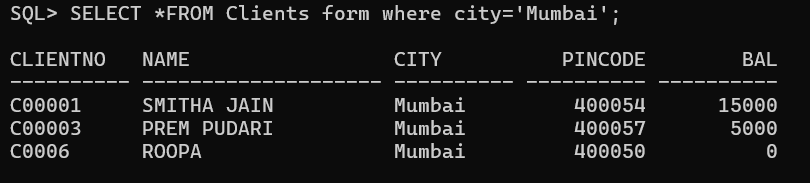 SQL> SELECT *FROM Clients form where city='Mumbai';
CLIENTNO   NAME                 CITY          PINCODE        BAL
---------- -------------------- ---------- ---------- ----------
C00001     SMITHA JAIN          Mumbai         400054      15000
C00003     PREM PUDARI          Mumbai         400057       5000
C0006      ROOPA                Mumbai         400050          0